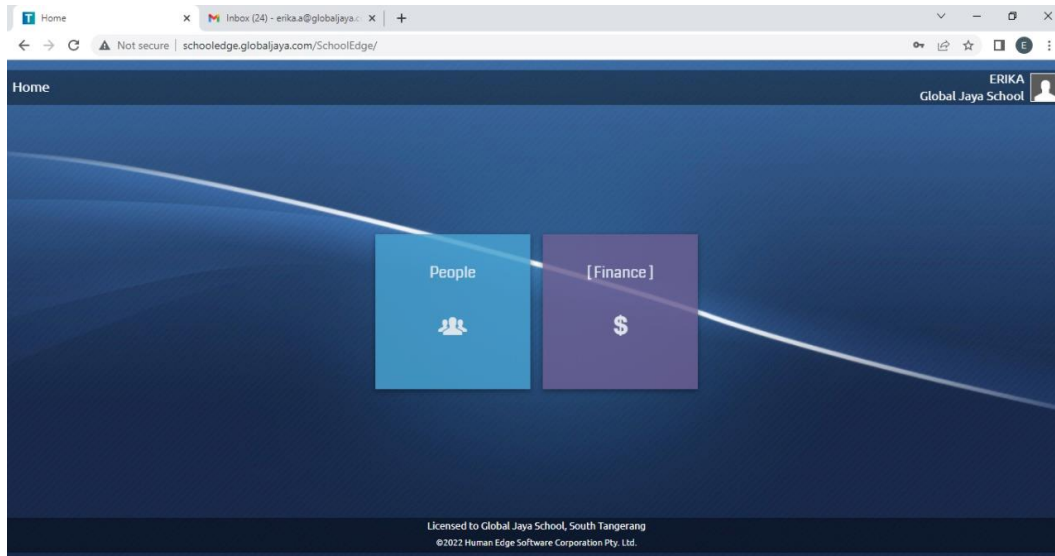 T Home
Inbox (24) - erika.a@globaljaya.c
Not secure | schooledge.globaljaya.com/SchoolEdge/
E
Home
ERIKA
Global Jaya School
People
[Finance]
$
Licensed to Global Jaya School, South Tangerang
©2022 Human Edge Software Corporation Pty. Ltd.